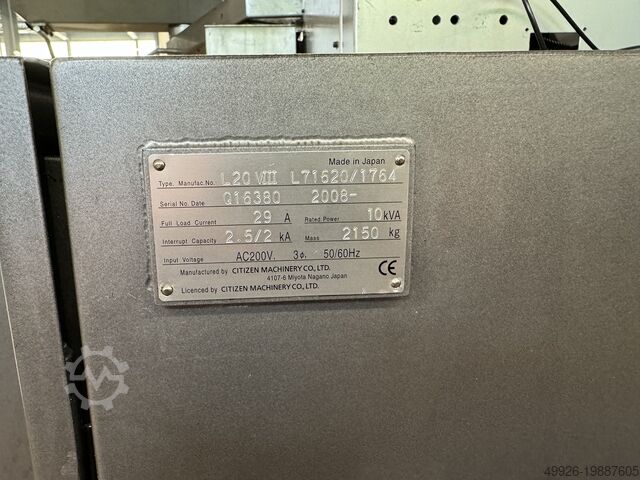 Made in Japan
Type. Manufac.No. L20 VIII L71620/1764
Serial No. Date Q16380 2008-
Full Load Current 29 A Rated Power 10 kVA
Interrupt Capacity 2.5/2 kA Mass 2150 kg
Input Voltage AC200V. 3φ. 50/60Hz
Manufactured by CITIZEN MACHINERY CO., LTD.
4107-6 Miyota Nagano Japan
Licenced by CITIZEN MACHINERY CO., LTD.
CE
49926-19887605